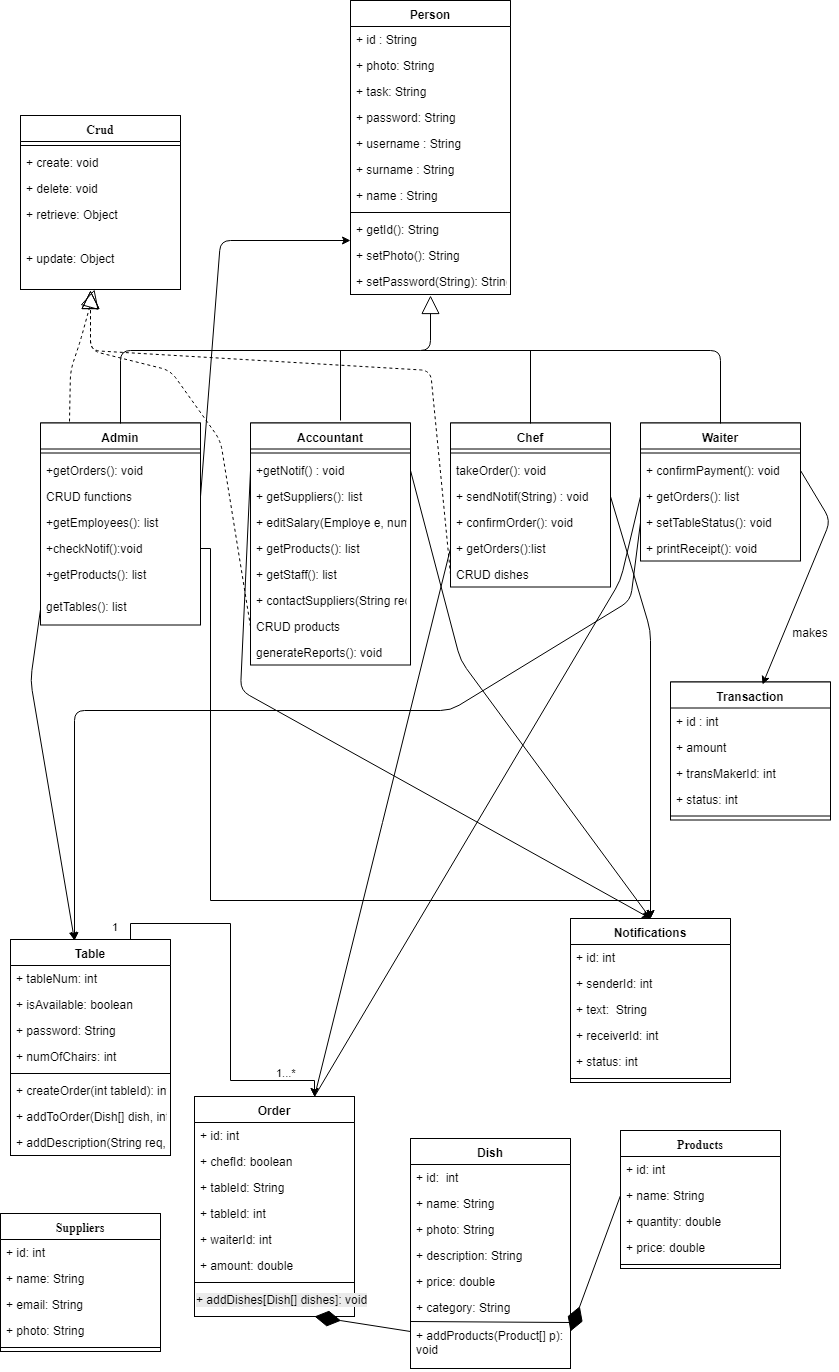 Person
+ id : String
+ photo: String
+ task: String
+ password: String
+ username : String
+ surname : String
+ name : String
+ getId(): String
+ setPhoto(): String
+ setPassword(String): Strin
Crud
+ create: void
+ delete: void
+ retrieve: Object
+ update: Object
Admin
+getOrders(): void
CRUD functions
+getEmployees(): list
+checkNotif():void
+getProducts(): list
getTables(): list
Accountant
+getNotif() : void
+ getSuppliers(): list
+ editSalary(Employe e, num
+ getProducts(): list
+ getStaff(): list
+ contactSuppliers(String req
CRUD products
generateReports(): void
Chef
takeOrder(): void
+ sendNotif(String) : void
+ confirmOrder(): void
+ getOrders():list
CRUD dishes
Waiter
+ confirmPayment(): void
+ getOrders(): list
+ setTableStatus(): void
+ printReceipt(): void
makes
Transaction
+ id : int
+ amount
+ transMakerId: int
+ status: int
1
Table
+ tableNum: int
+ isAvailable: boolean
+ password: String
+ numOfChairs: int
+ createOrder(int tableId): in
+ addToOrder(Dish[] dish, in
+ addDescription(String req,
Notifications
+ id: int
+ senderId: int
+ text:  String
+ receiverId: int
+ status: int
1...*
Order
+ id: int
+ chefId: boolean
+ tableId: String
+ tableId: int
+ waiterId: int
+ amount: double
+ addDishes[Dish[] dishes]: void
Dish
+ id:  int
+ name: String
+ photo: String
+ description: String
+ price: double
+ category: String
+ addProducts(Product[] p):
void
Products
+ id: int
+ name: String
+ quantity: double
+ price: double
Suppliers
+ id: int
+ name: String
+ email: String
+ photo: String